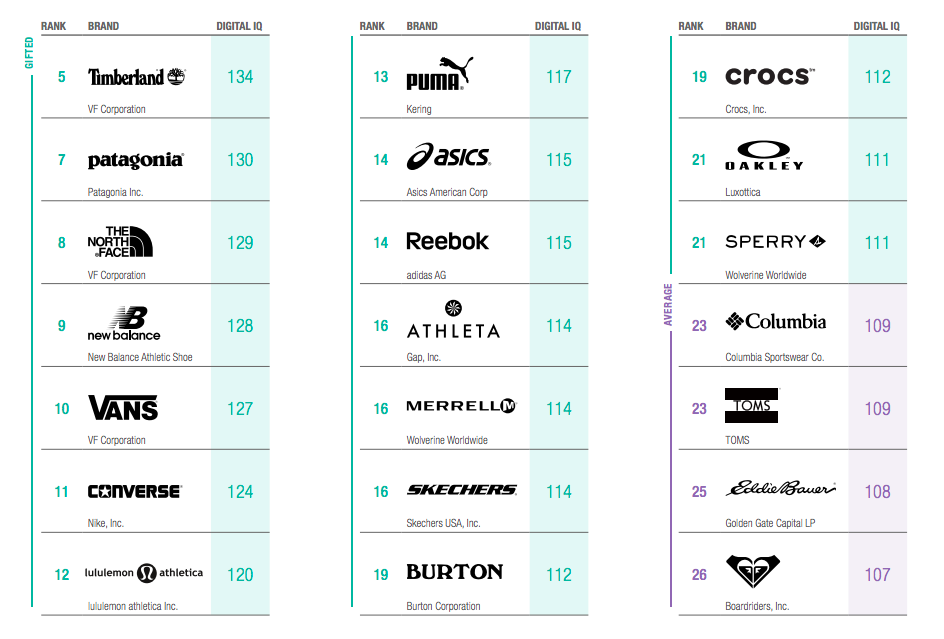 RANK BRAND DIGITAL IQ
GIFTED
5 Timberland 134
VF Corporation
7 patagonia® 130
Patagonia Inc.
8 THE NORTH FACE 129
VF Corporation
9 new balance 128
New Balance Athletic Shoe
10 VANS 127
VF Corporation
11 CONVERSE® 124
Nike, Inc.
12 lululemon athletica 120
lululemon athletica Inc.
RANK BRAND DIGITAL IQ
13 PUMA® 117
Kering
14 asics® 115
Asics American Corp
14 Reebok 115
adidas AG
16 ATHLETA 114
Gap, Inc.
16 MERRELL M 114
Wolverine Worldwide
16 SKECHERS 114
Skechers USA, Inc.
19 BURTON 112
Burton Corporation
RANK BRAND DIGITAL IQ
19 crocs™ 112
Crocs, Inc.
21 OAKLEY 111
Luxottica
21 SPERRY 111
Wolverine Worldwide
AVERAGE
23 Columbia 109
Columbia Sportswear Co.
23 TOMS 109
TOMS
25 Eddie Bauer 108
Golden Gate Capital LP
26 107
Boardriders, Inc.